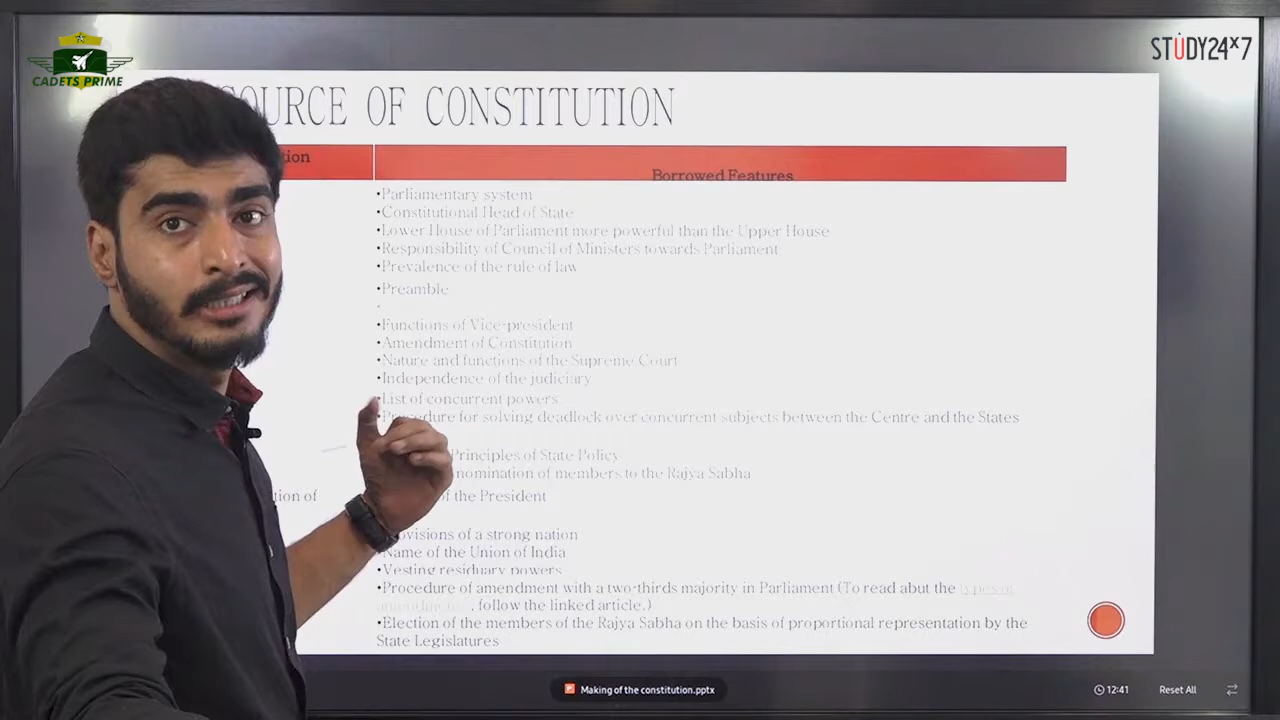 CADETS PRIME
STUDY24x7
OURCE OF CONSTITUTION
tion
Borrowed Features
•Parliamentary system
•Constitutional Head of State
•Lower House of Parliament more powerful than the Upper House
•Responsibility of Council of Ministers towards Parliament
•Prevalence of the rule of law
•Preamble
•Functions of Vice-president
•Amendment of Constitution
•Nature and functions of the Supreme Court
•Independence of the judiciary
•List of concurrent powers
•Procedure for solving deadlock over concurrent subjects between the Centre and the States
Principles of State Policy
nomination of members to the Rajya Sabha
tion of
of the President
ovisions of a strong nation
•Name of the Union of India
•Vesting residuary powers
•Procedure of amendment with a two-thirds majority in Parliament (To read abut the types of
, follow the linked article.)
•Election of the members of the Rajya Sabha on the basis of proportional representation by the
State Legislatures
Making of the constitution.pptx
12:41
Reset All